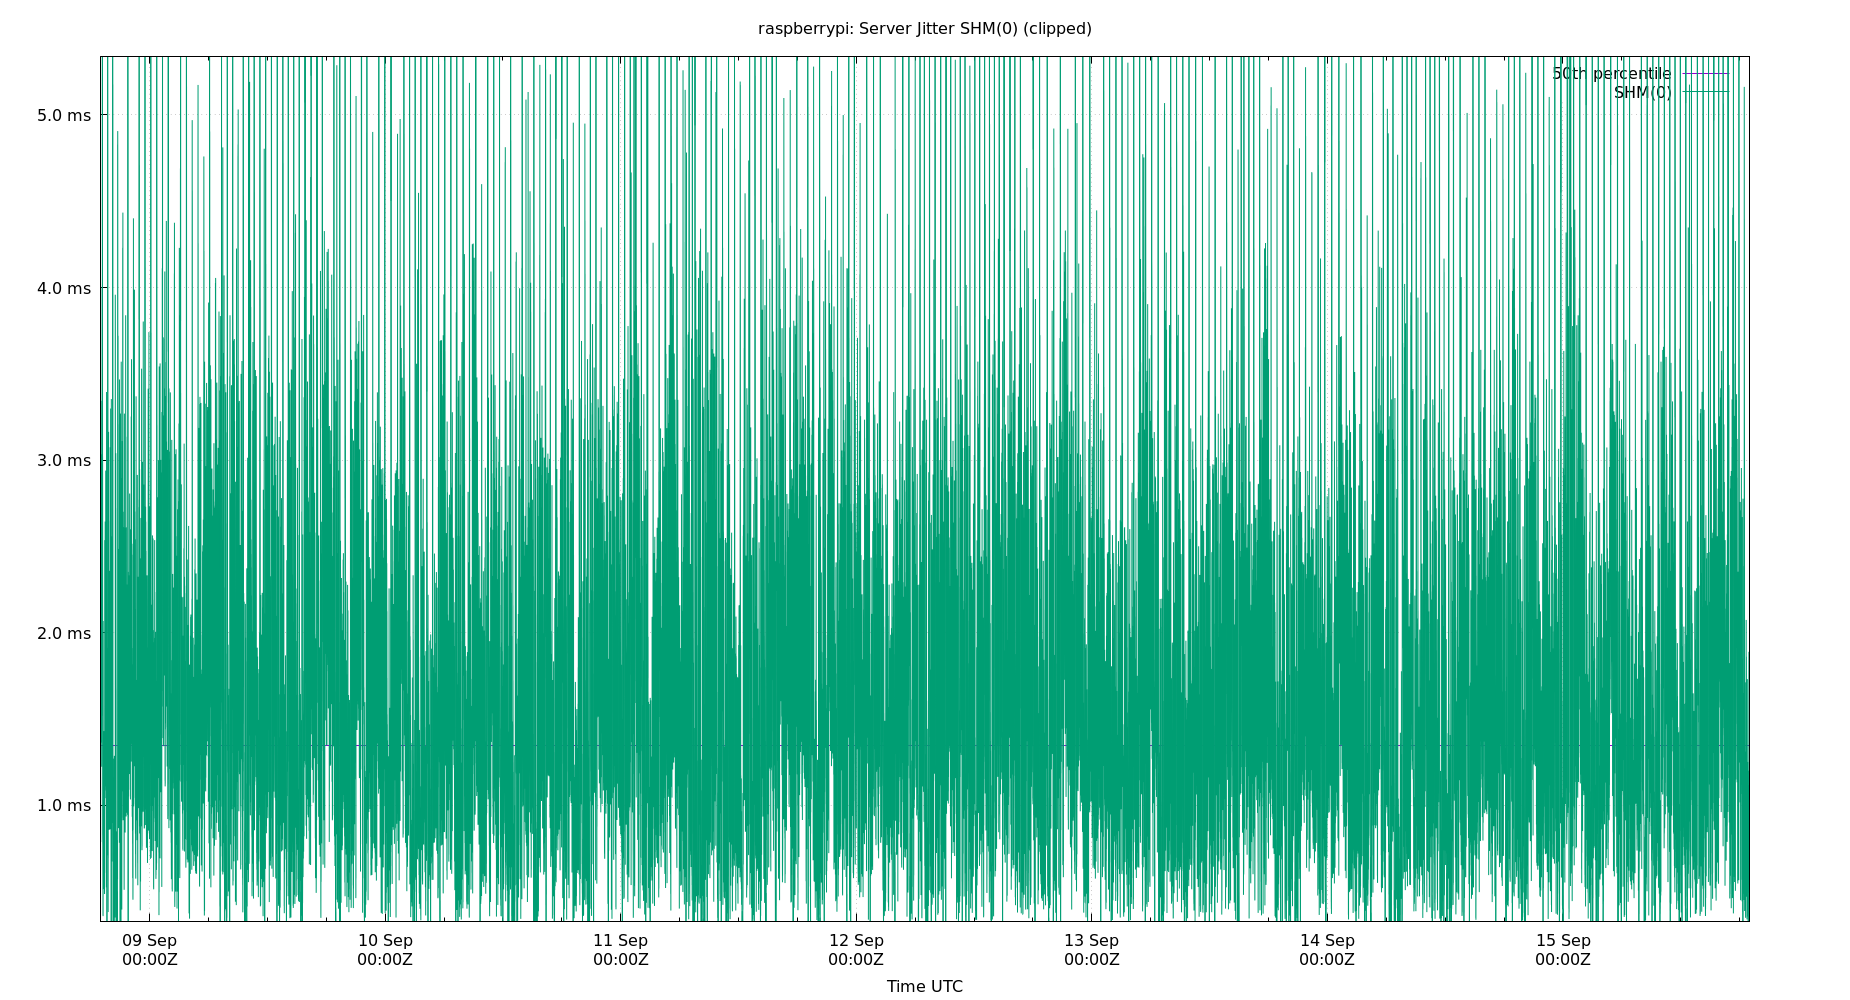 raspberrypi: Server Jitter SHM(0) (clipped)
50th percentile
SHM(0)
5.0 ms
4.0 ms
3.0 ms
2.0 ms
1.0 ms
09 Sep 10 Sep 11 Sep 12 Sep 13 Sep 14 Sep 15 Sep
00:00Z 00:00Z 00:00Z 00:00Z 00:00Z 00:00Z 00:00Z
Time UTC